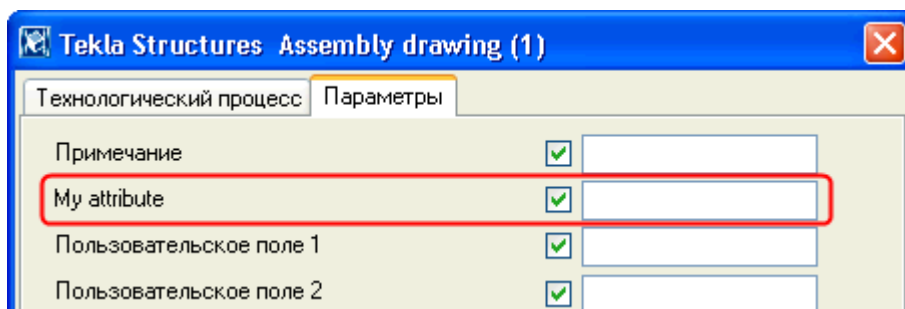 Tekla Structures Assembly drawing (1)
Технологический процесс Параметры
Примечание
My attribute
Пользовательское поле 1
Пользовательское поле 2